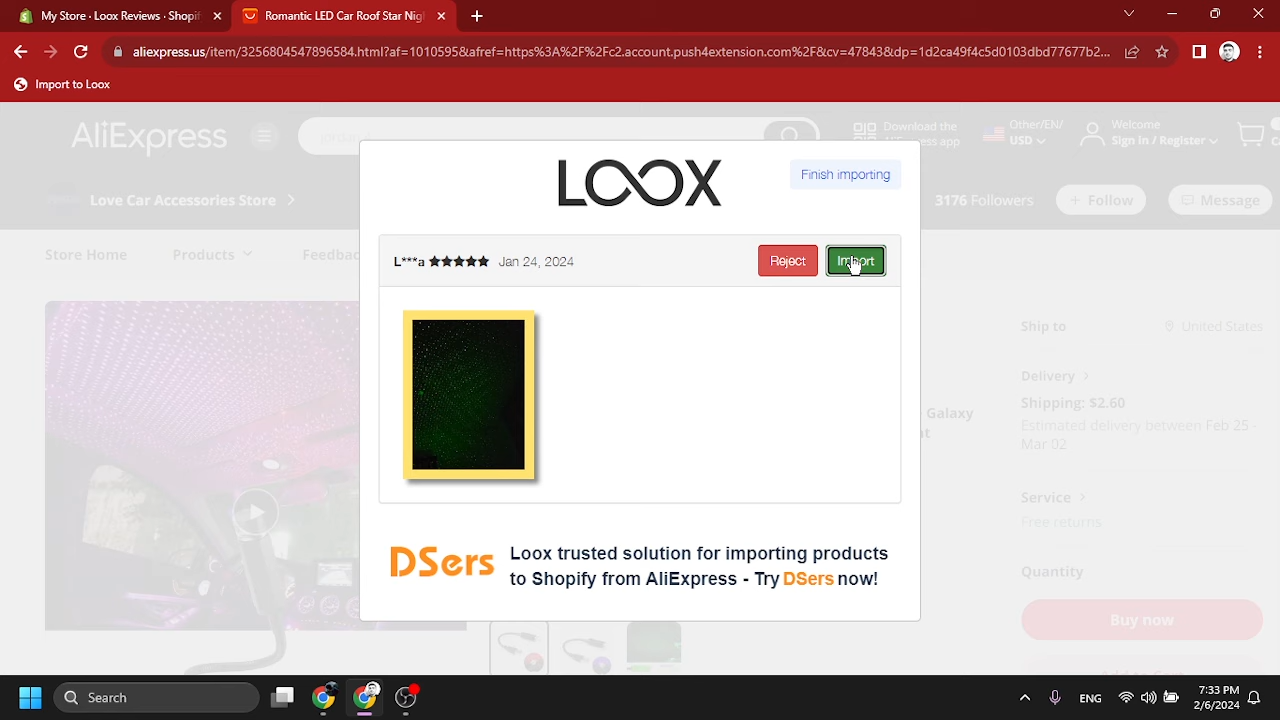 My Store · Loox Reviews · Shopif
Romantic LED Car Roof Star Nigh
aliexpress.us/item/3256804547896584.html?af=1010595&afref=https%3A%2F%2Fc2.account.push4extension.com%2F&cv=47843&dp=1d2ca49f4c5d0103dbd77677b2...
Import to Loox
AliExpress
Download the
AliExpress app
Other/EN/
USD
Welcome
Sign in / Register
LOOX
Finish importing
Love Car Accessories Store
3176 Followers
+ Follow
Message
Store Home
Products
Feedba
L***a ★★★★★ Jan 24, 2024
Reject
Import
Ship to
United States
Delivery
Shipping: $2.60
Estimated delivery between Feb 25 -
Mar 02
Galaxy
Service
Free returns
DSers
Loox trusted solution for importing products
to Shopify from AliExpress - Try DSers now!
Quantity
Buy now
Search
ENG
7:33 PM
2/6/2024